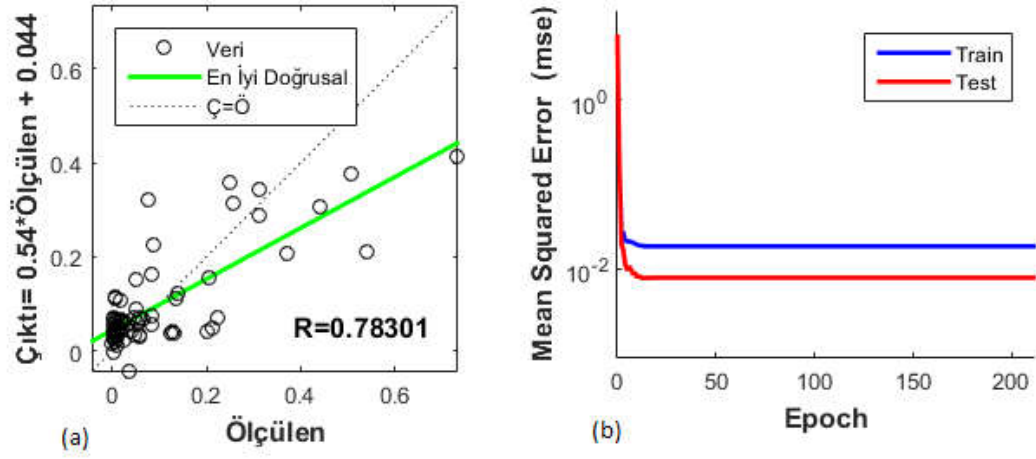 Çıktı= 0.54*Ölçülen + 0.044
0.6
0.4
0.2
0
Veri
En İyi Doğrusal
Ç=Ö
R=0.78301
0 0.2 0.4 0.6
Ölçülen
(a)
Mean Squared Error (mse)
10^0
10^-2
Train
Test
0 50 100 150 200
Epoch
(b)